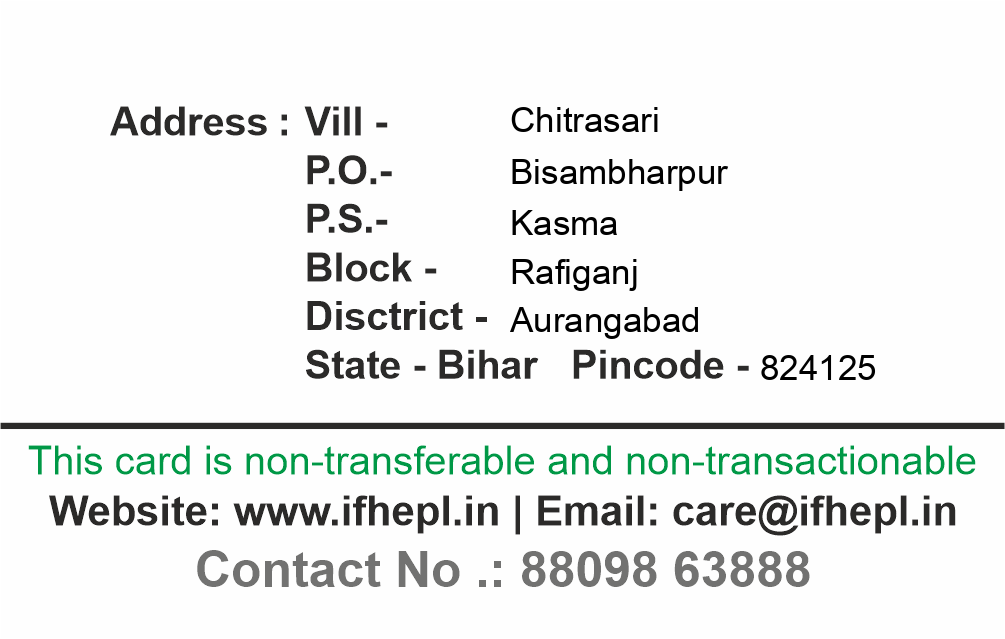 Address : Vill - Chitrasari
P.O.- Bisambharpur
P.S.- Kasma
Block - Rafiganj
Disctrict - Aurangabad
State - Bihar Pincode - 824125
This card is non-transferable and non-transactionable
Website: www.ifhepl.in | Email: care@ifhepl.in
Contact No .: 88098 63888